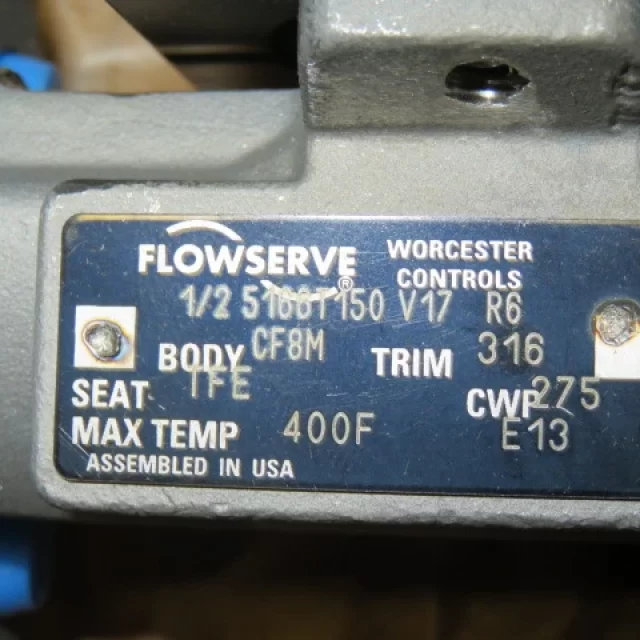 FLOWSERVE ® WORCESTER CONTROLS
1/2 5166T150 V17 R6
BODY CF8M TRIM 316
SEAT TFE CWP 275
MAX TEMP 400F E13
ASSEMBLED IN USA